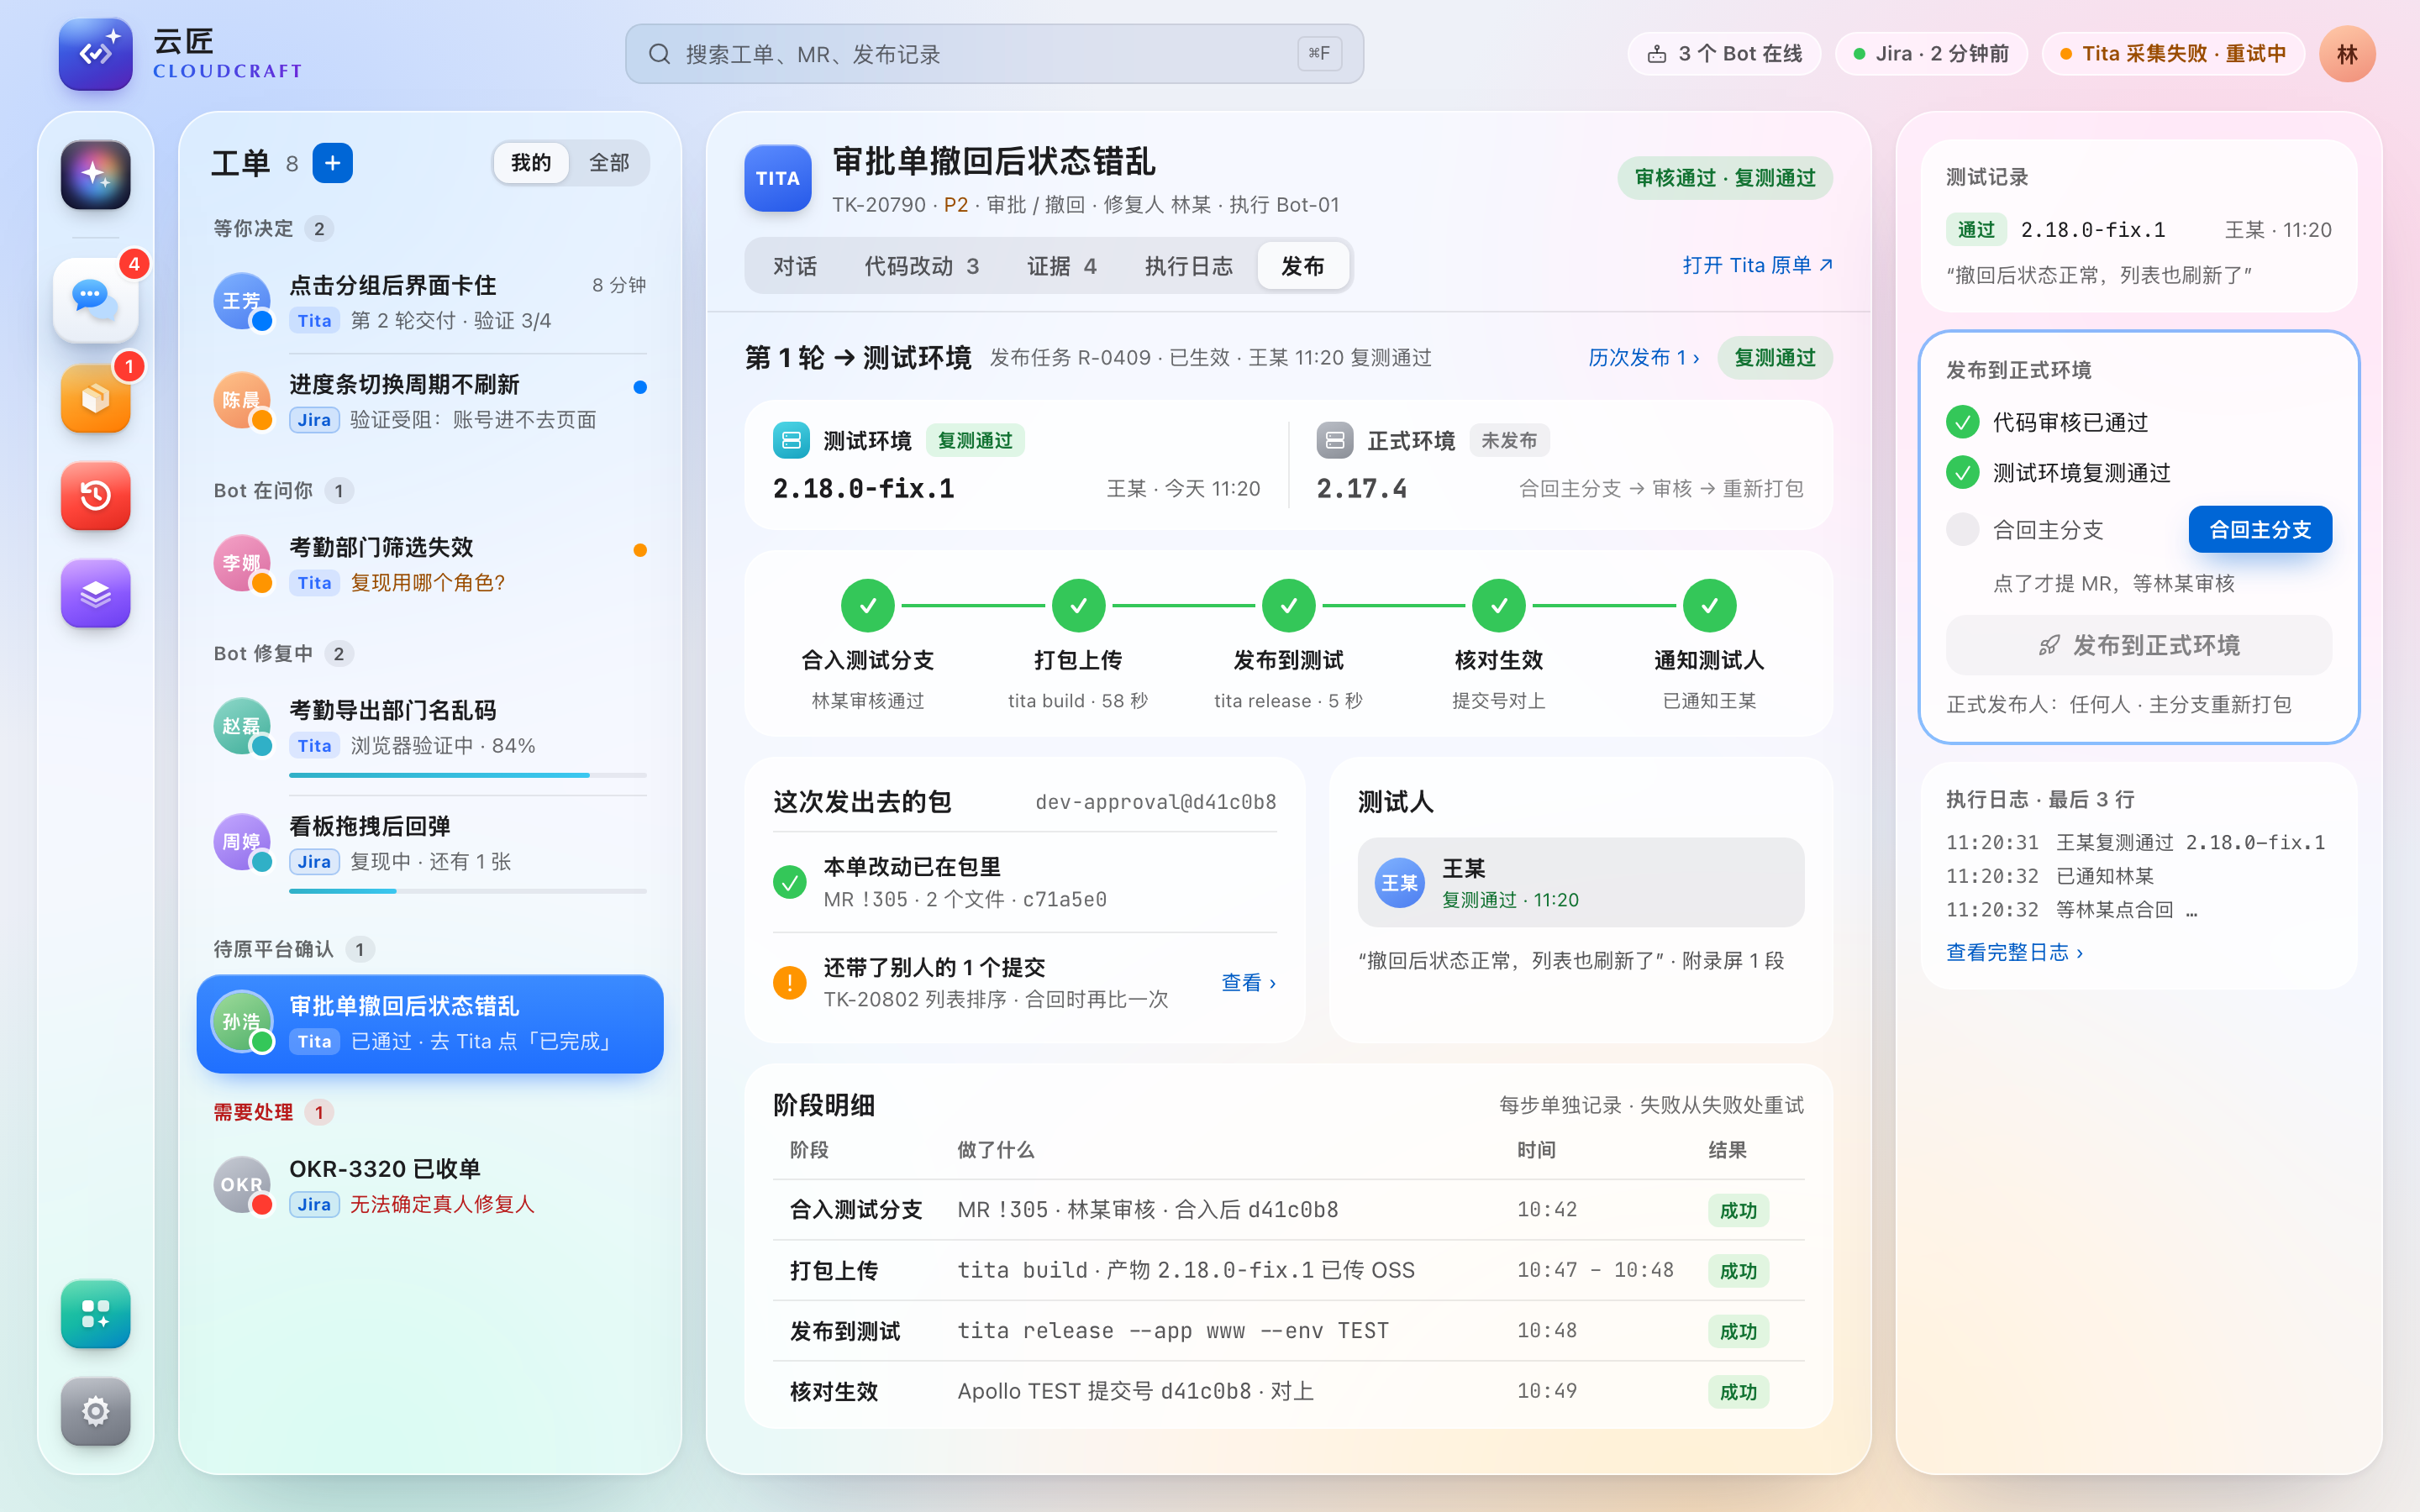 云匠
CLOUDCRAFT
搜索工单、MR、发布记录
⌘F
3 个 Bot 在线
Jira · 2 分钟前
Tita 采集失败 · 重试中
林
4
1
工单 8
我的 全部
等你决定 2
王芳
点击分组后界面卡住
8 分钟
Tita 第 2 轮交付 · 验证 3/4
陈晨
进度条切换周期不刷新
Jira 验证受阻：账号进不去页面
Bot 在问你 1
李娜
考勤部门筛选失效
Tita 复现用哪个角色?
Bot 修复中 2
赵磊
考勤导出部门名乱码
Tita 浏览器验证中 · 84%
周婷
看板拖拽后回弹
Jira 复现中 · 还有 1 张
待原平台确认 1
孙浩
审批单撤回后状态错乱
Tita 已通过 · 去 Tita 点「已完成」
需要处理 1
OKR
OKR-3320 已收单
Jira 无法确定真人修复人
TITA
审批单撤回后状态错乱
TK-20790 · P2 · 审批 / 撤回 · 修复人 林某 · 执行 Bot-01
审核通过 · 复测通过
对话 代码改动 3 证据 4 执行日志 发布
打开 Tita 原单 ↗
第 1 轮 → 测试环境 发布任务 R-0409 · 已生效 · 王某 11:20 复测通过
历次发布 1 ›
复测通过
测试环境 复测通过
2.18.0-fix.1 王某 · 今天 11:20
正式环境 未发布
2.17.4 合回主分支 → 审核 → 重新打包
合入测试分支
林某审核通过
打包上传
tita build · 58 秒
发布到测试
tita release · 5 秒
核对生效
提交号对上
通知测试人
已通知王某
这次发出去的包 dev-approval@d41c0b8
本单改动已在包里
MR !305 · 2 个文件 · c71a5e0
还带了别人的 1 个提交
TK-20802 列表排序 · 合回时再比一次
查看 ›
测试人
王某
王某
复测通过 · 11:20
“撤回后状态正常，列表也刷新了” · 附录屏 1 段
阶段明细 每步单独记录 · 失败从失败处重试
阶段 做了什么 时间 结果
合入测试分支 MR !305 · 林某审核 · 合入后 d41c0b8 10:42 成功
打包上传 tita build · 产物 2.18.0-fix.1 已传 OSS 10:47 – 10:48 成功
发布到测试 tita release --app www --env TEST 10:48 成功
核对生效 Apollo TEST 提交号 d41c0b8 · 对上 10:49 成功
测试记录
通过 2.18.0-fix.1 王某 · 11:20
“撤回后状态正常，列表也刷新了”
发布到正式环境
代码审核已通过
测试环境复测通过
合回主分支 合回主分支
点了才提 MR，等林某审核
发布到正式环境
正式发布人：任何人 · 主分支重新打包
执行日志 · 最后 3 行
11:20:31 王某复测通过 2.18.0-fix.1
11:20:32 已通知林某
11:20:32 等林某点合回 …
查看完整日志 ›